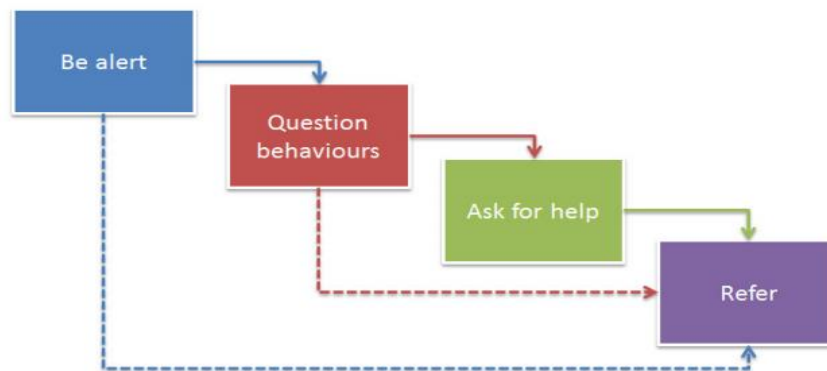 Be alert
Question
behaviours
Ask for help
Refer